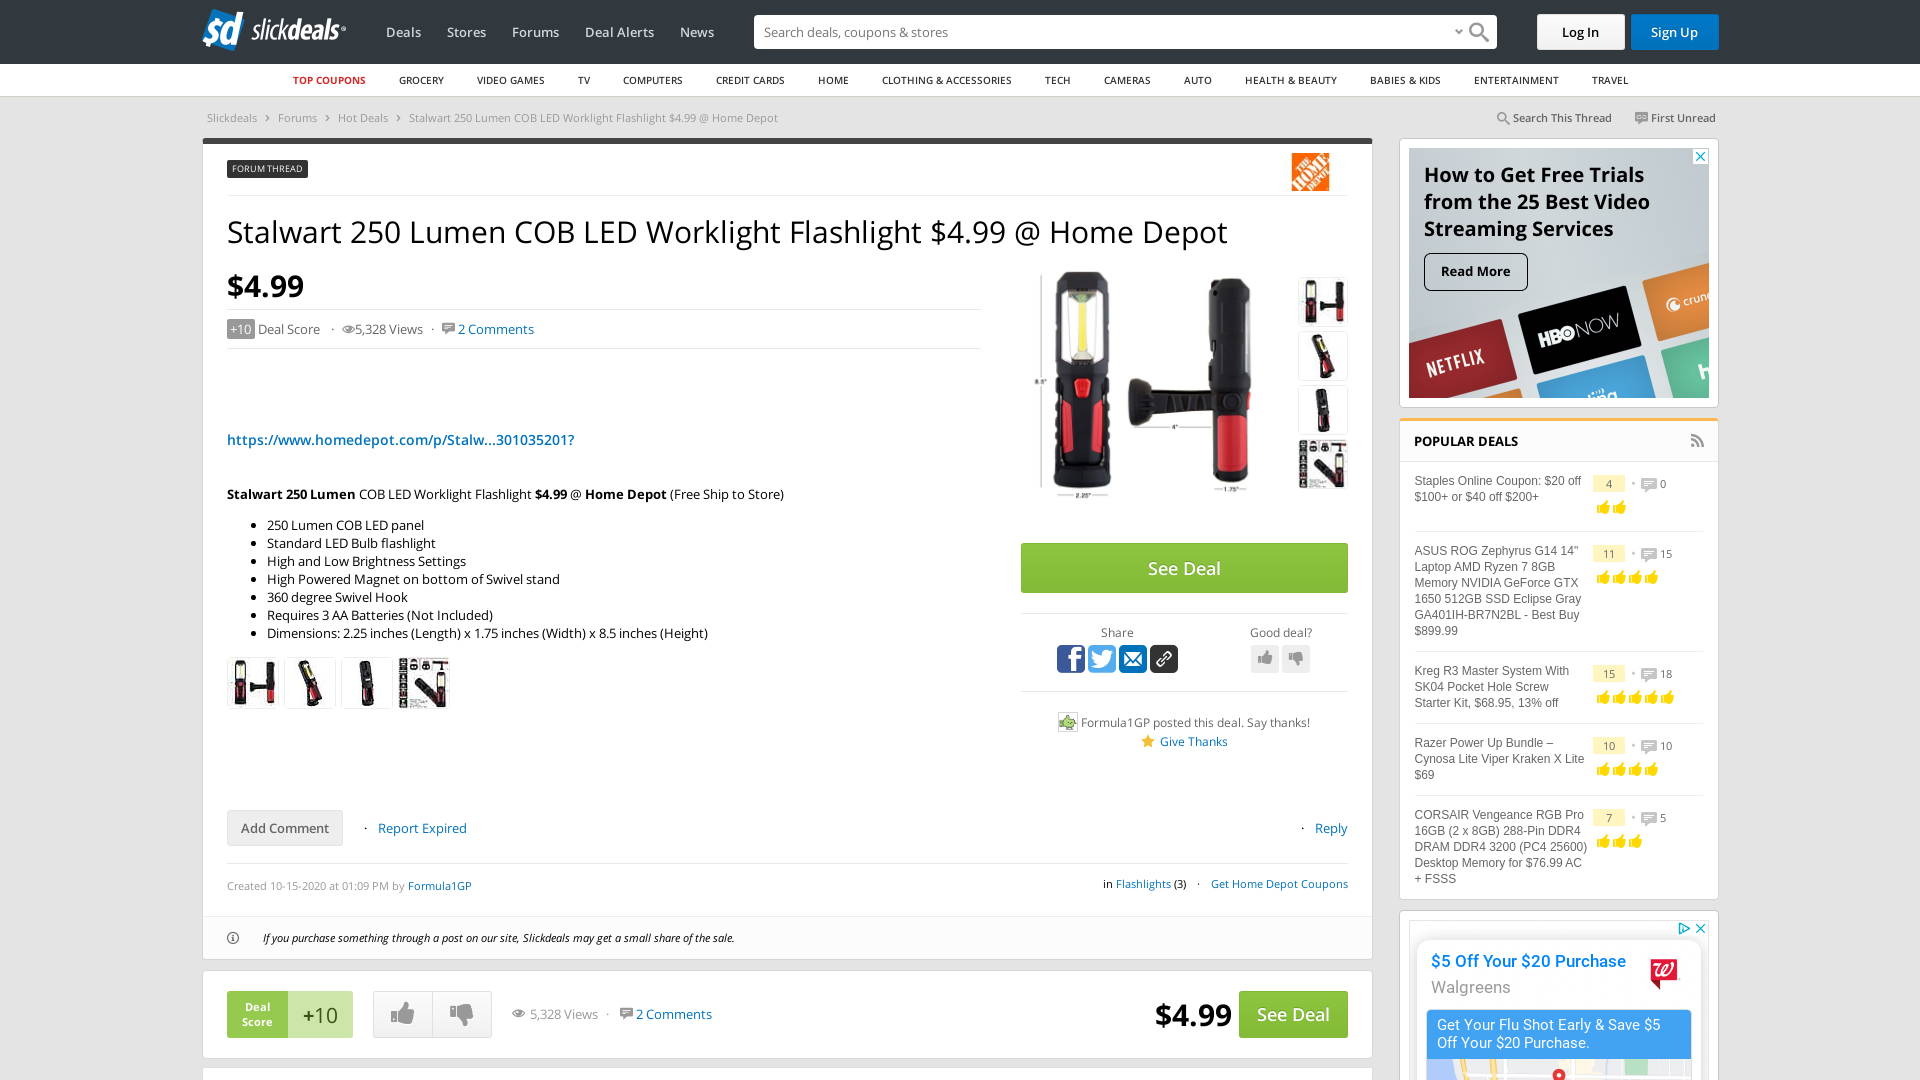 slickdeals
Deals
Stores
Forums
Deal Alerts
News
Search deals, coupons & stores
Log In
Sign Up
TOP COUPONS
GROCERY
VIDEO GAMES
TV
COMPUTERS
CREDIT CARDS
HOME
CLOTHING & ACCESSORIES
TECH
CAMERAS
AUTO
HEALTH & BEAUTY
BABIES & KIDS
ENTERTAINMENT
TRAVEL
Slickdeals > Forums > Hot Deals > Stalwart 250 Lumen COB LED Worklight Flashlight $4.99 @ Home Depot
Search This Thread
First Unread
FORUM THREAD
THE HOME DEPOT
Stalwart 250 Lumen COB LED Worklight Flashlight $4.99 @ Home Depot
$4.99
+10 Deal Score · 5,328 Views · 2 Comments
https://www.homedepot.com/p/Stalw...301035201?
Stalwart 250 Lumen COB LED Worklight Flashlight $4.99 @ Home Depot (Free Ship to Store)
• 250 Lumen COB LED panel
• Standard LED Bulb flashlight
• High and Low Brightness Settings
• High Powered Magnet on bottom of Swivel stand
• 360 degree Swivel Hook
• Requires 3 AA Batteries (Not Included)
• Dimensions: 2.25 inches (Length) x 1.75 inches (Width) x 8.5 inches (Height)
8.5"
4"
2.25"
1.75"
See Deal
Share
Good deal?
Formula1GP posted this deal. Say thanks!
Give Thanks
Add Comment
· Report Expired
· Reply
Created 10-15-2020 at 01:09 PM by Formula1GP
in Flashlights (3) · Get Home Depot Coupons
If you purchase something through a post on our site, Slickdeals may get a small share of the sale.
Deal
Score
+10
5,328 Views · 2 Comments
$4.99
See Deal
How to Get Free Trials
from the 25 Best Video
Streaming Services
Read More
NETFLIX
HBO NOW
crunc
h
ling
POPULAR DEALS
Staples Online Coupon: $20 off
$100+ or $40 off $200+
4 • 0
ASUS ROG Zephyrus G14 14"
Laptop AMD Ryzen 7 8GB
Memory NVIDIA GeForce GTX
1650 512GB SSD Eclipse Gray
GA401IH-BR7N2BL - Best Buy
$899.99
11 • 15
Kreg R3 Master System With
SK04 Pocket Hole Screw
Starter Kit, $68.95, 13% off
15 • 18
Razer Power Up Bundle –
Cynosa Lite Viper Kraken X Lite
$69
10 • 10
CORSAIR Vengeance RGB Pro
16GB (2 x 8GB) 288-Pin DDR4
DRAM DDR4 3200 (PC4 25600)
Desktop Memory for $76.99 AC
+ FSSS
7 • 5
$5 Off Your $20 Purchase
Walgreens
Get Your Flu Shot Early & Save $5
Off Your $20 Purchase.